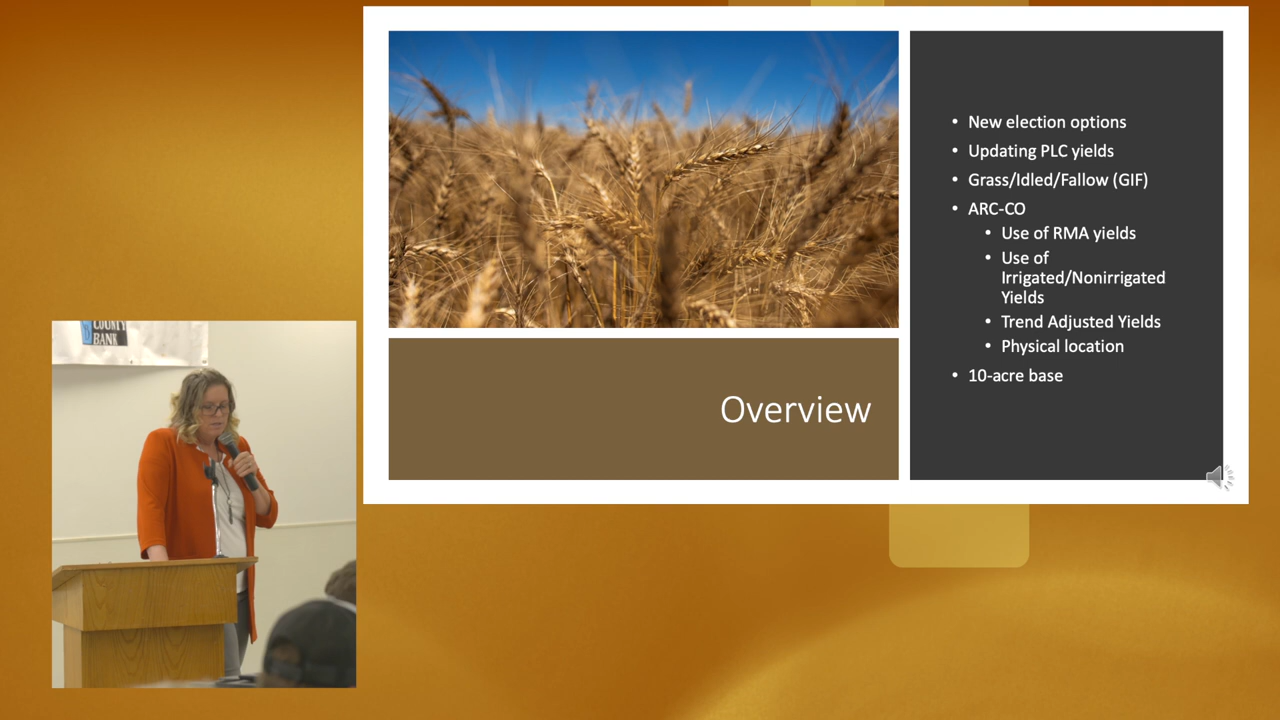 COUNTY
BANK
• New election options
• Updating PLC yields
• Grass/Idled/Fallow (GIF)
• ARC-CO
• Use of RMA yields
• Use of
Irrigated/Nonirrigated
Yields
• Trend Adjusted Yields
• Physical location
• 10-acre base
Overview